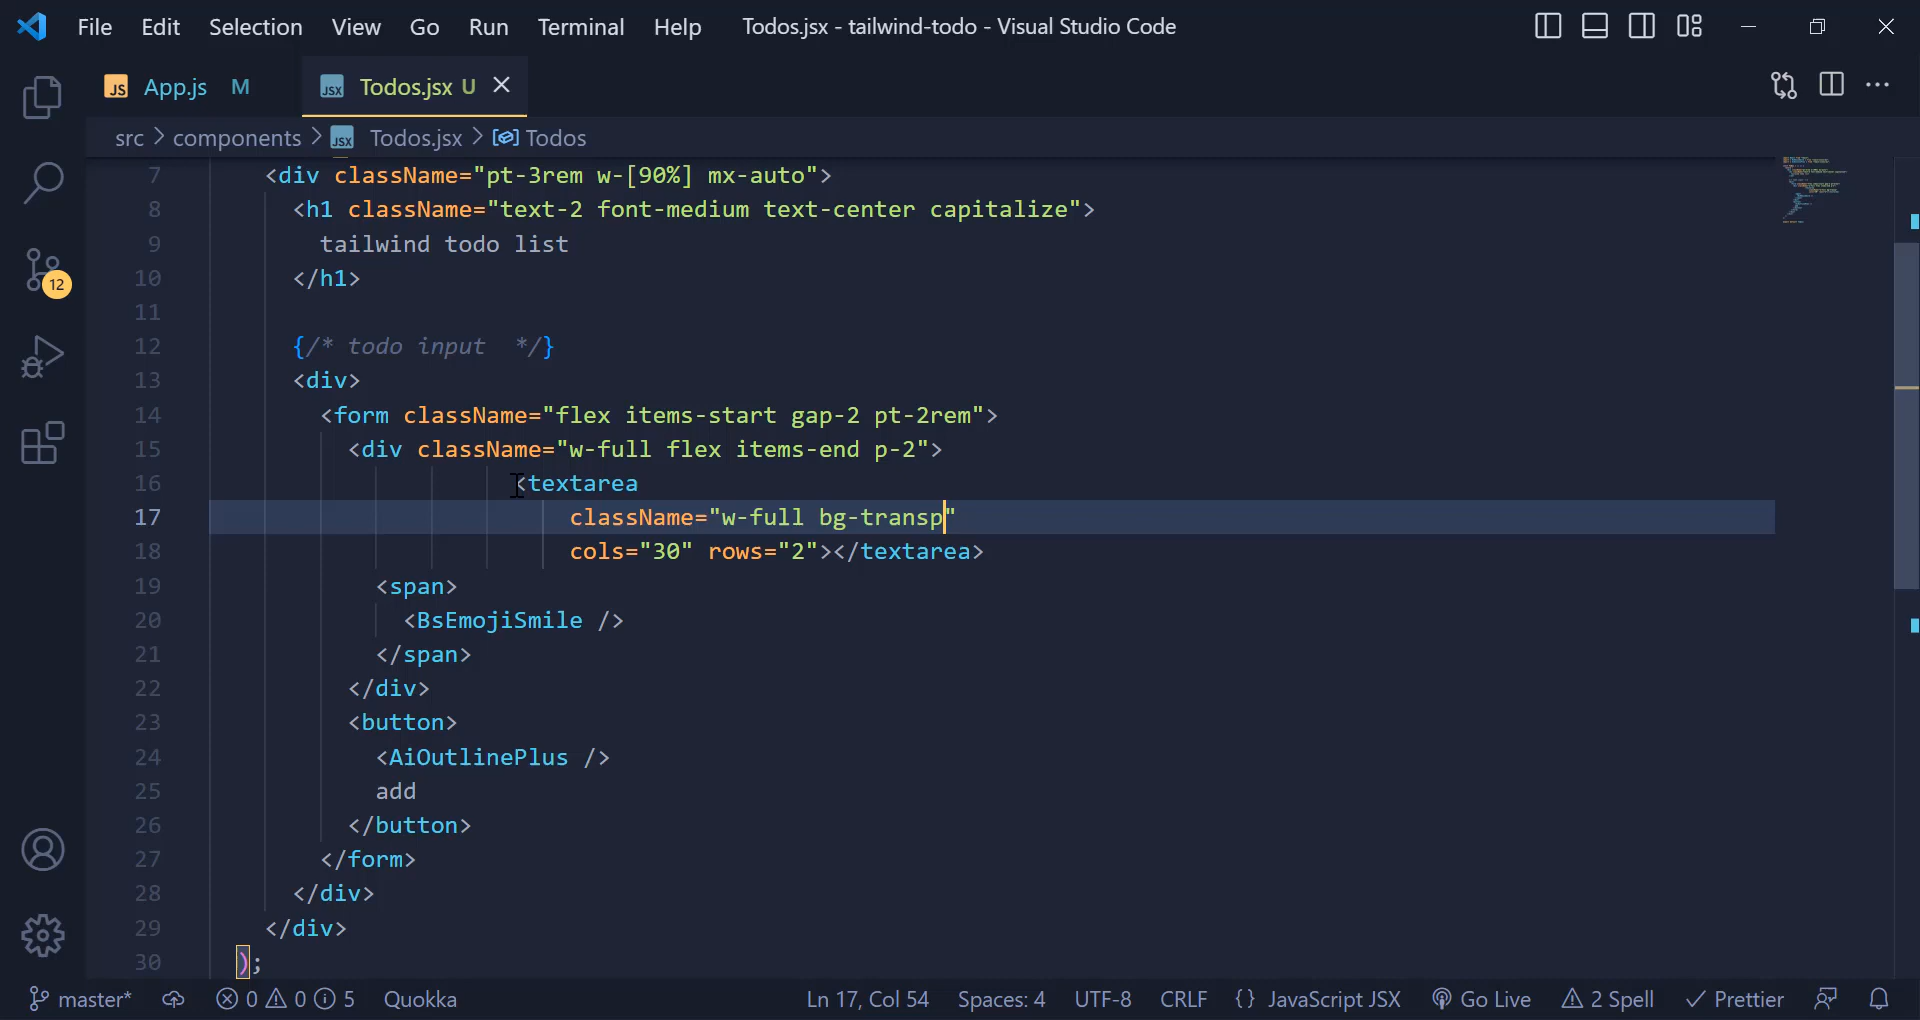 File Edit Selection View Go Run Terminal Help Todos.jsx - tailwind-todo - Visual Studio Code
JS App.js M JSX Todos.jsx U
src > components > JSX Todos.jsx > Todos
12
7 <div className="pt-3rem w-[90%] mx-auto">
8 <h1 className="text-2 font-medium text-center capitalize">
9 tailwind todo list
10 </h1>
11
12 {/* todo input  */}
13 <div>
14 <form className="flex items-start gap-2 pt-2rem">
15 <div className="w-full flex items-end p-2">
16 <textarea
17 className="w-full bg-transp"
18 cols="30" rows="2"></textarea>
19 <span>
20 <BsEmojiSmile />
21 </span>
22 </div>
23 <button>
24 <AiOutlinePlus />
25 add
26 </button>
27 </form>
28 </div>
29 </div>
30 );
master* 0 0 5 Quokka Ln 17, Col 54 Spaces: 4 UTF-8 CRLF {} JavaScript JSX Go Live 2 Spell Prettier